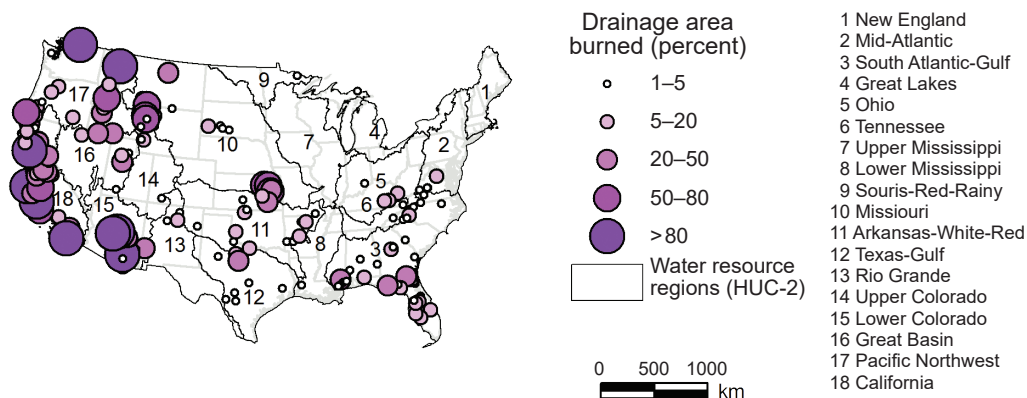 Drainage area
burned (percent)
1–5
5–20
20–50
50–80
>80
Water resource
regions (HUC-2)
0 500 1000
km
1 New England
2 Mid-Atlantic
3 South Atlantic-Gulf
4 Great Lakes
5 Ohio
6 Tennessee
7 Upper Mississippi
8 Lower Mississippi
9 Souris-Red-Rainy
10 Missouri
11 Arkansas-White-Red
12 Texas-Gulf
13 Rio Grande
14 Upper Colorado
15 Lower Colorado
16 Great Basin
17 Pacific Northwest
18 California
9
17
1
10
7
4
2
16
14
5
18
15
6
11
13
8
3
12